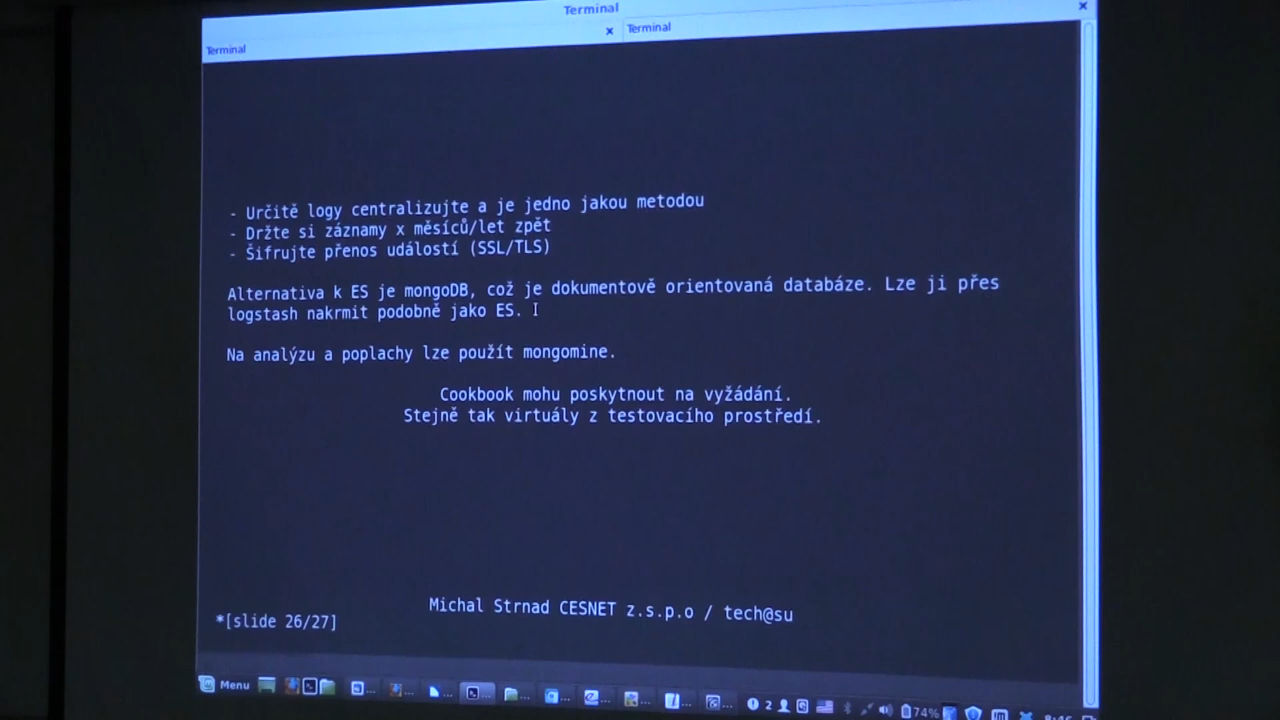 Terminal
Terminal
Terminal
- Určitě logy centralizujte a je jedno jakou metodou
- Držte si záznamy x měsíců/let zpět
- Šifrujte přenos událostí (SSL/TLS)
Alternativa k ES je mongoDB, což je dokumentově orientovaná databáze. Lze ji přes
logstash nakrmit podobně jako ES.
Na analýzu a poplachy lze použít mongomine.
Cookbook mohu poskytnout na vyžádání.
Stejně tak virtuály z testovacího prostředí.
Michal Strnad CESNET z.s.p.o / tech@su
*[slide 26/27]
Menu
2
74%